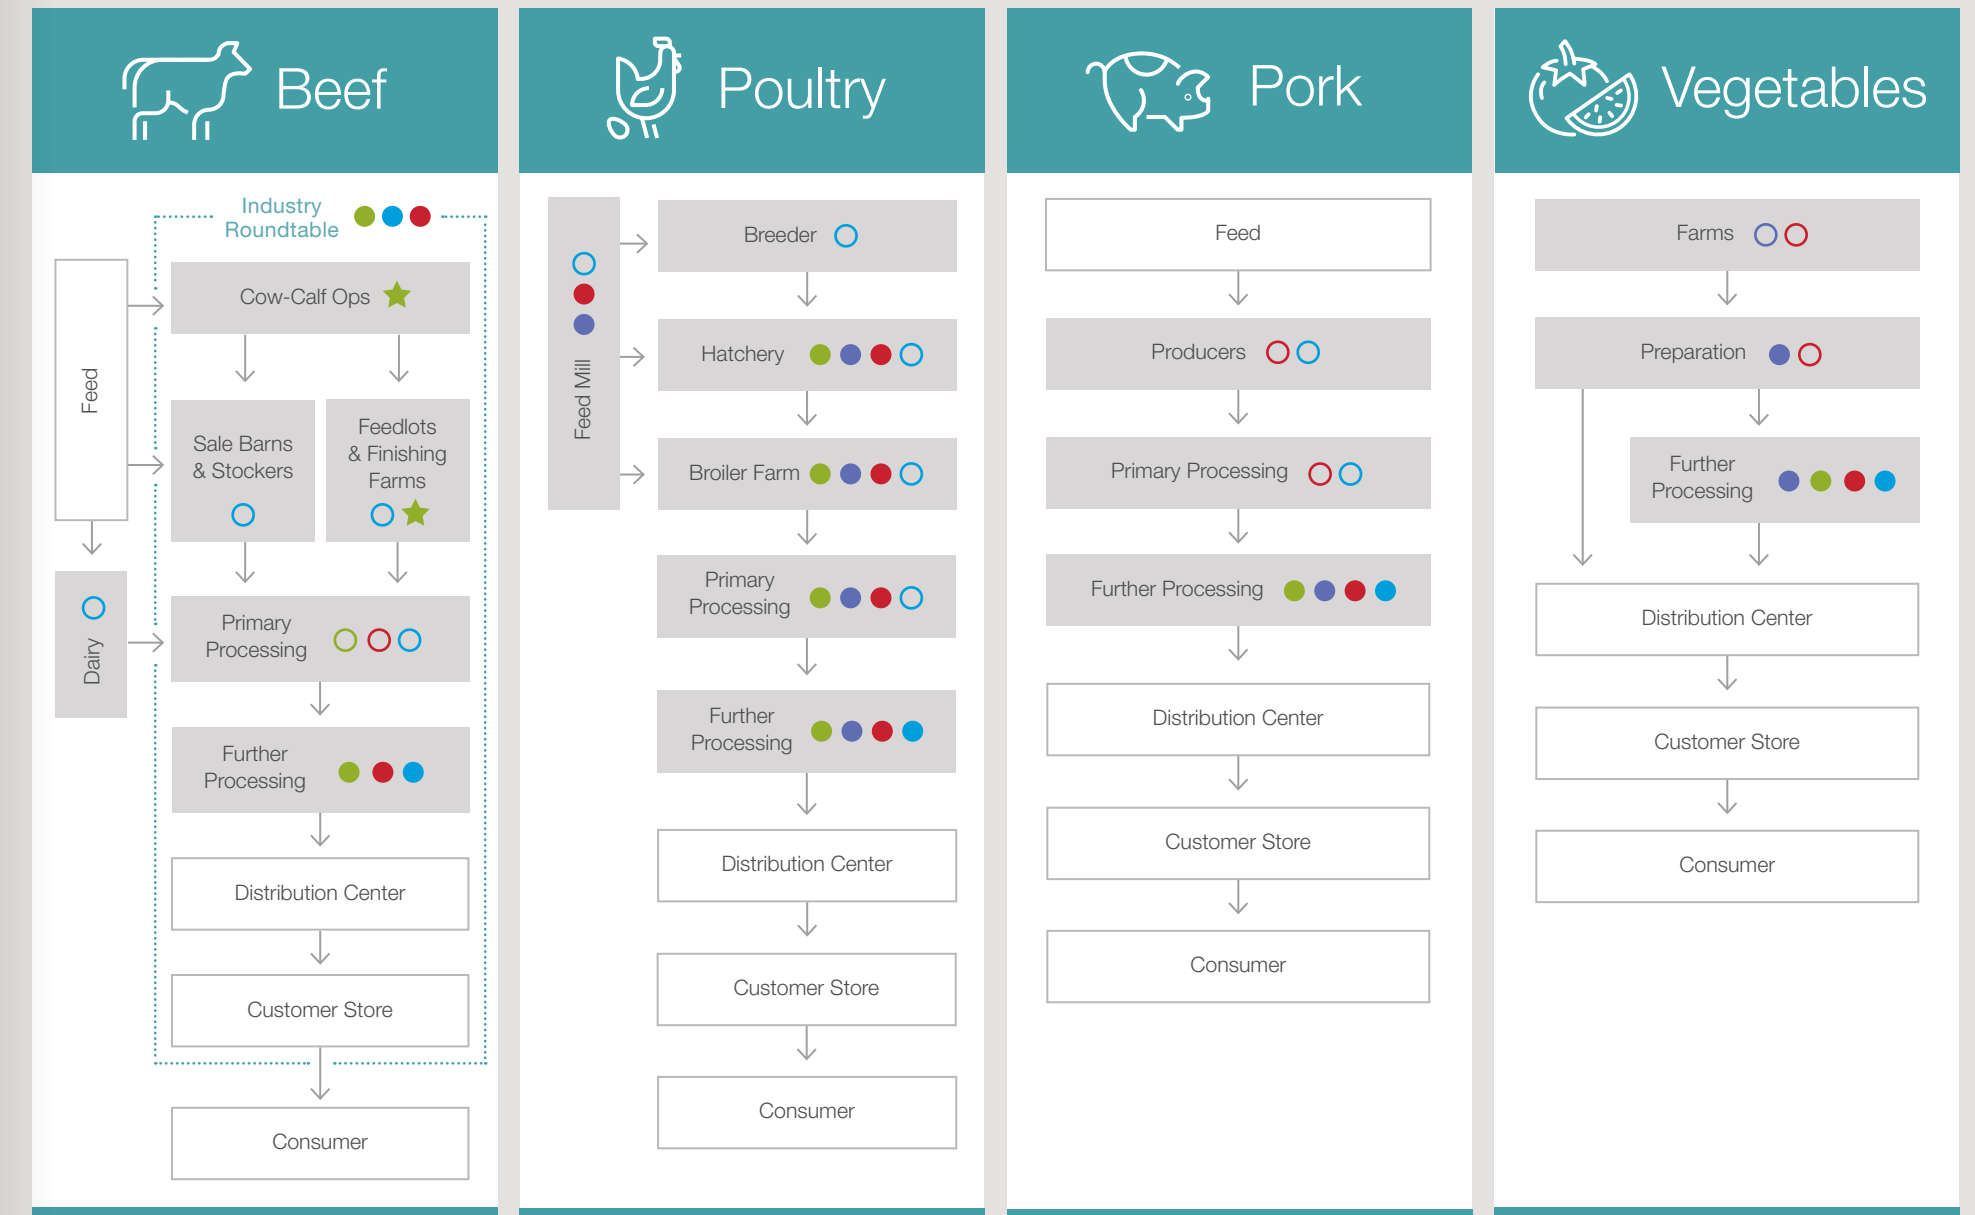 Beef
Industry
Roundtable
Feed
Cow-Calf Ops
Sale Barns
& Stockers
Feedlots
& Finishing
Farms
Dairy
Primary
Processing
Further
Processing
Distribution Center
Customer Store
Consumer
Poultry
Feed Mill
Breeder
Hatchery
Broiler Farm
Primary
Processing
Further
Processing
Distribution Center
Customer Store
Consumer
Pork
Feed
Producers
Primary Processing
Further Processing
Distribution Center
Customer Store
Consumer
Vegetables
Farms
Preparation
Further
Processing
Distribution Center
Customer Store
Consumer